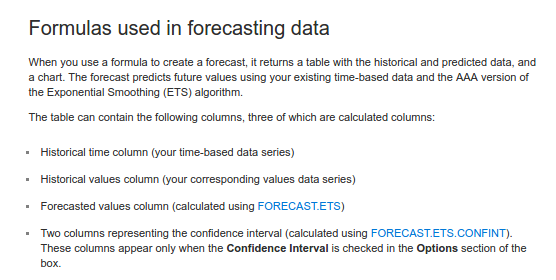 Formulas used in forecasting data
When you use a formula to create a forecast, it returns a table with the historical and predicted data, and
a chart. The forecast predicts future values using your existing time-based data and the AAA version of
the Exponential Smoothing (ETS) algorithm.
The table can contain the following columns, three of which are calculated columns:
▪ Historical time column (your time-based data series)
▪ Historical values column (your corresponding values data series)
▪ Forecasted values column (calculated using FORECAST.ETS)
▪ Two columns representing the confidence interval (calculated using FORECAST.ETS.CONFINT).
These columns appear only when the Confidence Interval is checked in the Options section of the
box.